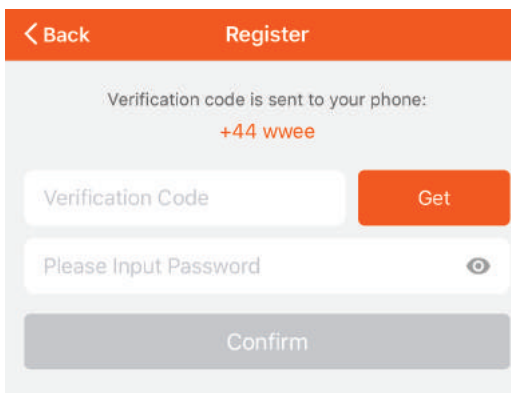 Back
Register
Verification code is sent to your phone:
+44 wwee
Verification Code
Get
Please Input Password
Confirm